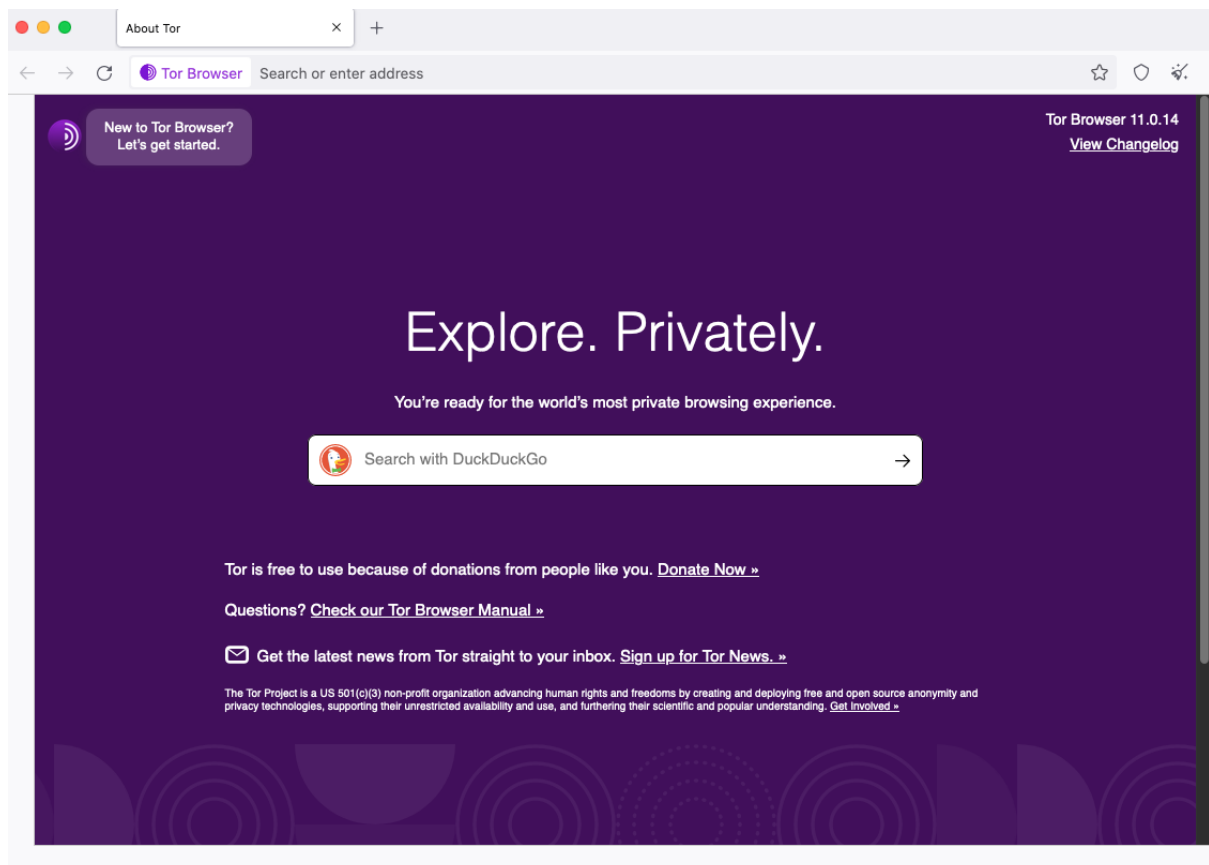 About Tor
Tor Browser
Search or enter address
New to Tor Browser?
Let's get started.
Tor Browser 11.0.14
View Changelog
Explore. Privately.
You’re ready for the world’s most private browsing experience.
Search with DuckDuckGo
Tor is free to use because of donations from people like you. Donate Now »
Questions? Check our Tor Browser Manual »
Get the latest news from Tor straight to your inbox. Sign up for Tor News. »
The Tor Project is a US 501(c)(3) non-profit organization advancing human rights and freedoms by creating and deploying free and open source anonymity and
privacy technologies, supporting their unrestricted availability and use, and furthering their scientific and popular understanding. Get Involved »